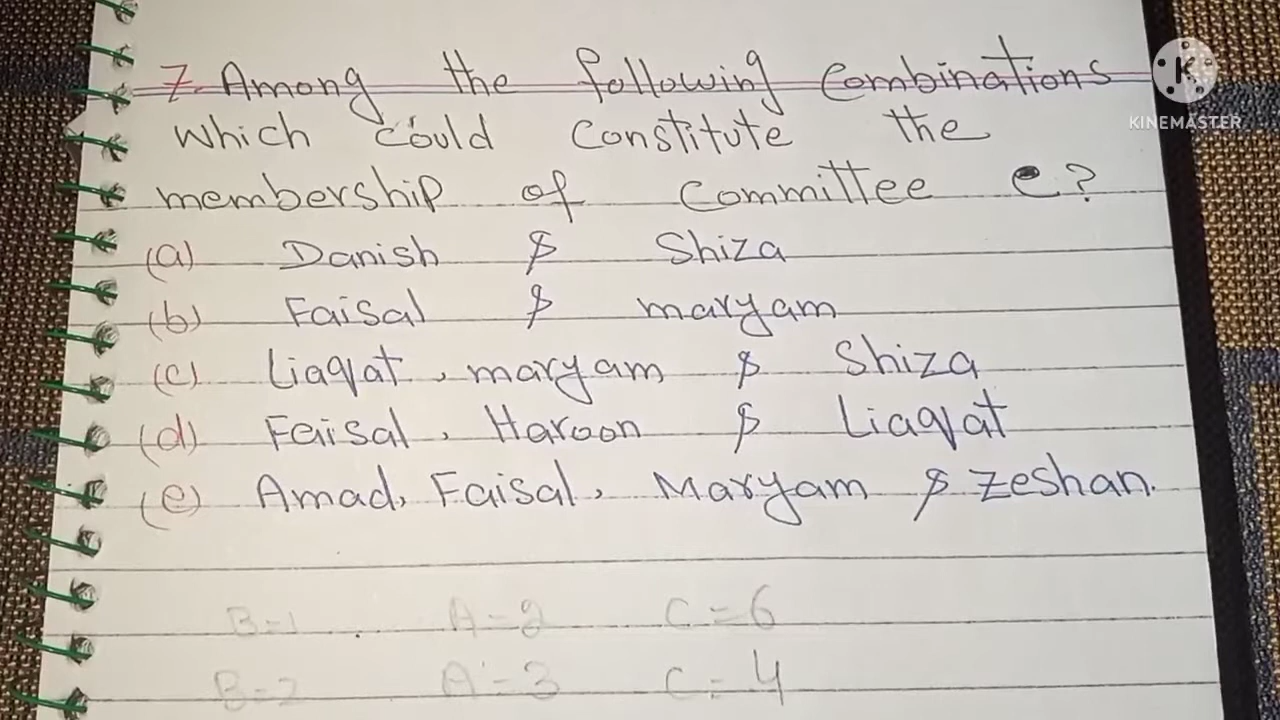 7. Among the following Combinations
which could constitute the
membership of Committee e?
(a) Danish & Shiza
(b) Faisal & maryam
(c) Liaqat, maryam & Shiza
(d) Faisal, Haroon & Liaqat
(e) Amad, Faisal, Maryam & Zeshan.
B=1 A=2 C=6
B=2 A=3 C=4
K
KINEMASTER